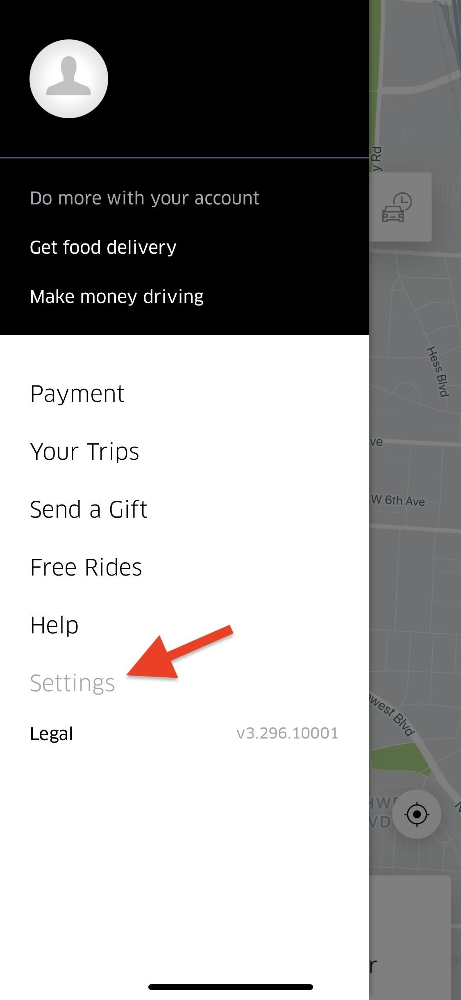 y Rd
Do more with your account
Get food delivery
Make money driving
Hess Blvd
Payment
ve
Your Trips
W 6th Ave
Send a Gift
Free Rides
Help
Settings
west Blvd
Legal
v3.296.10001
HW
VD
r